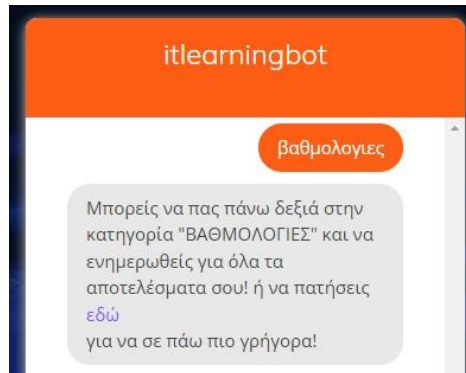 itlearningbot
βαθμολογιες
Μπορείς να πας πάνω δεξιά στην
κατηγορία "ΒΑΘΜΟΛΟΓΙΕΣ" και να
ενημερωθείς για όλα τα
αποτελέσματα σου! ή να πατήσεις
εδώ
για να σε πάω πιο γρήγορα!